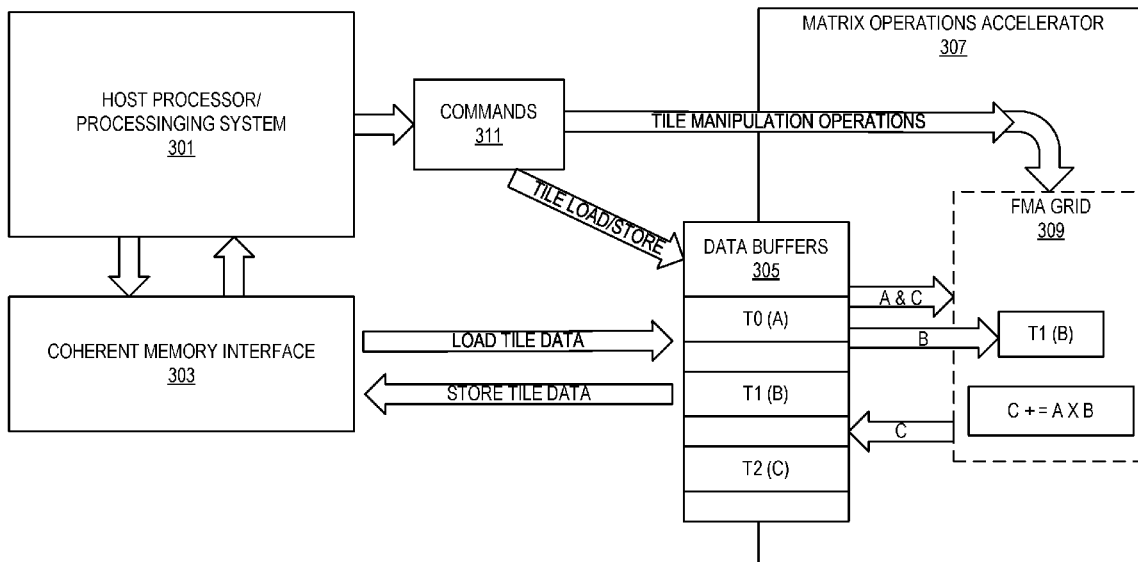 MATRIX OPERATIONS ACCELERATOR
307
HOST PROCESSOR/
PROCESSINGING SYSTEM
301
COMMANDS
311
TILE MANIPULATION OPERATIONS
TILE LOAD/STORE
FMA GRID
309
DATA BUFFERS
305
A & C
T0 (A)
B
T1 (B)
COHERENT MEMORY INTERFACE
303
LOAD TILE DATA
STORE TILE DATA
T1 (B)
C + = A X B
C
T2 (C)